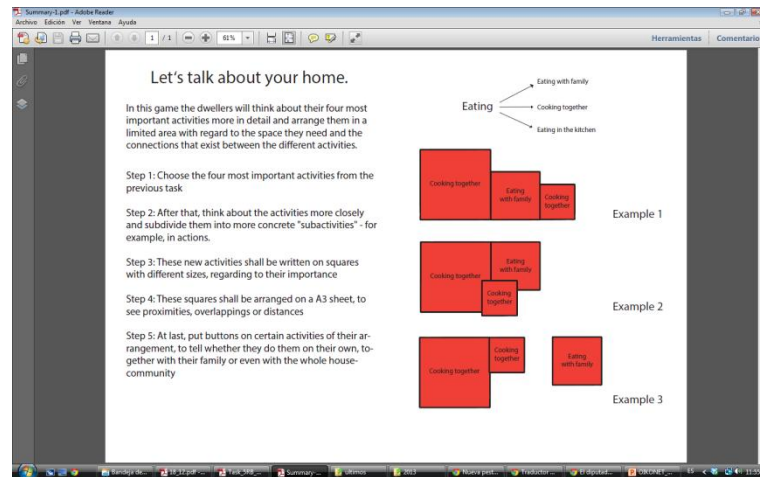 Summary-1.pdf - Adobe Reader
Archivo Edición Ver Ventana Ayuda
1 / 1 61% Herramientas Comentario
Let's talk about your home.
In this game the dwellers will think about their four most
important activities more in detail and arrange them in a
limited area with regard to the space they need and the
connections that exist between the different activities.
Step 1: Choose the four most important activities from the
previous task
Step 2: After that, think about the activities more closely
and subdivide them into more concrete "subactivities" - for
example, in actions.
Step 3: These new activities shall be written on squares
with different sizes, regarding to their importance
Step 4: These squares shall be arranged on a A3 sheet, to
see proximities, overlappings or distances
Step 5: At last, put buttons on certain activities of their ar-
rangement, to tell whether they do them on their own, to-
gether with their family or even with the whole house-
community
Eating with family
Eating
Cooking together
Eating in the kitchen
Cooking together
Eating
with family
Cooking
together
Example 1
Cooking together
Eating
with family
Cooking
together
Example 2
Cooking together
Cooking
together
Eating
with family
Example 3
Bandeja de... 18_12.pdf -... Task_SRB_... Summary-... ultimos 2013 Nueva pest... Traductor ... El diputad... OIKONET_... ES 11:35